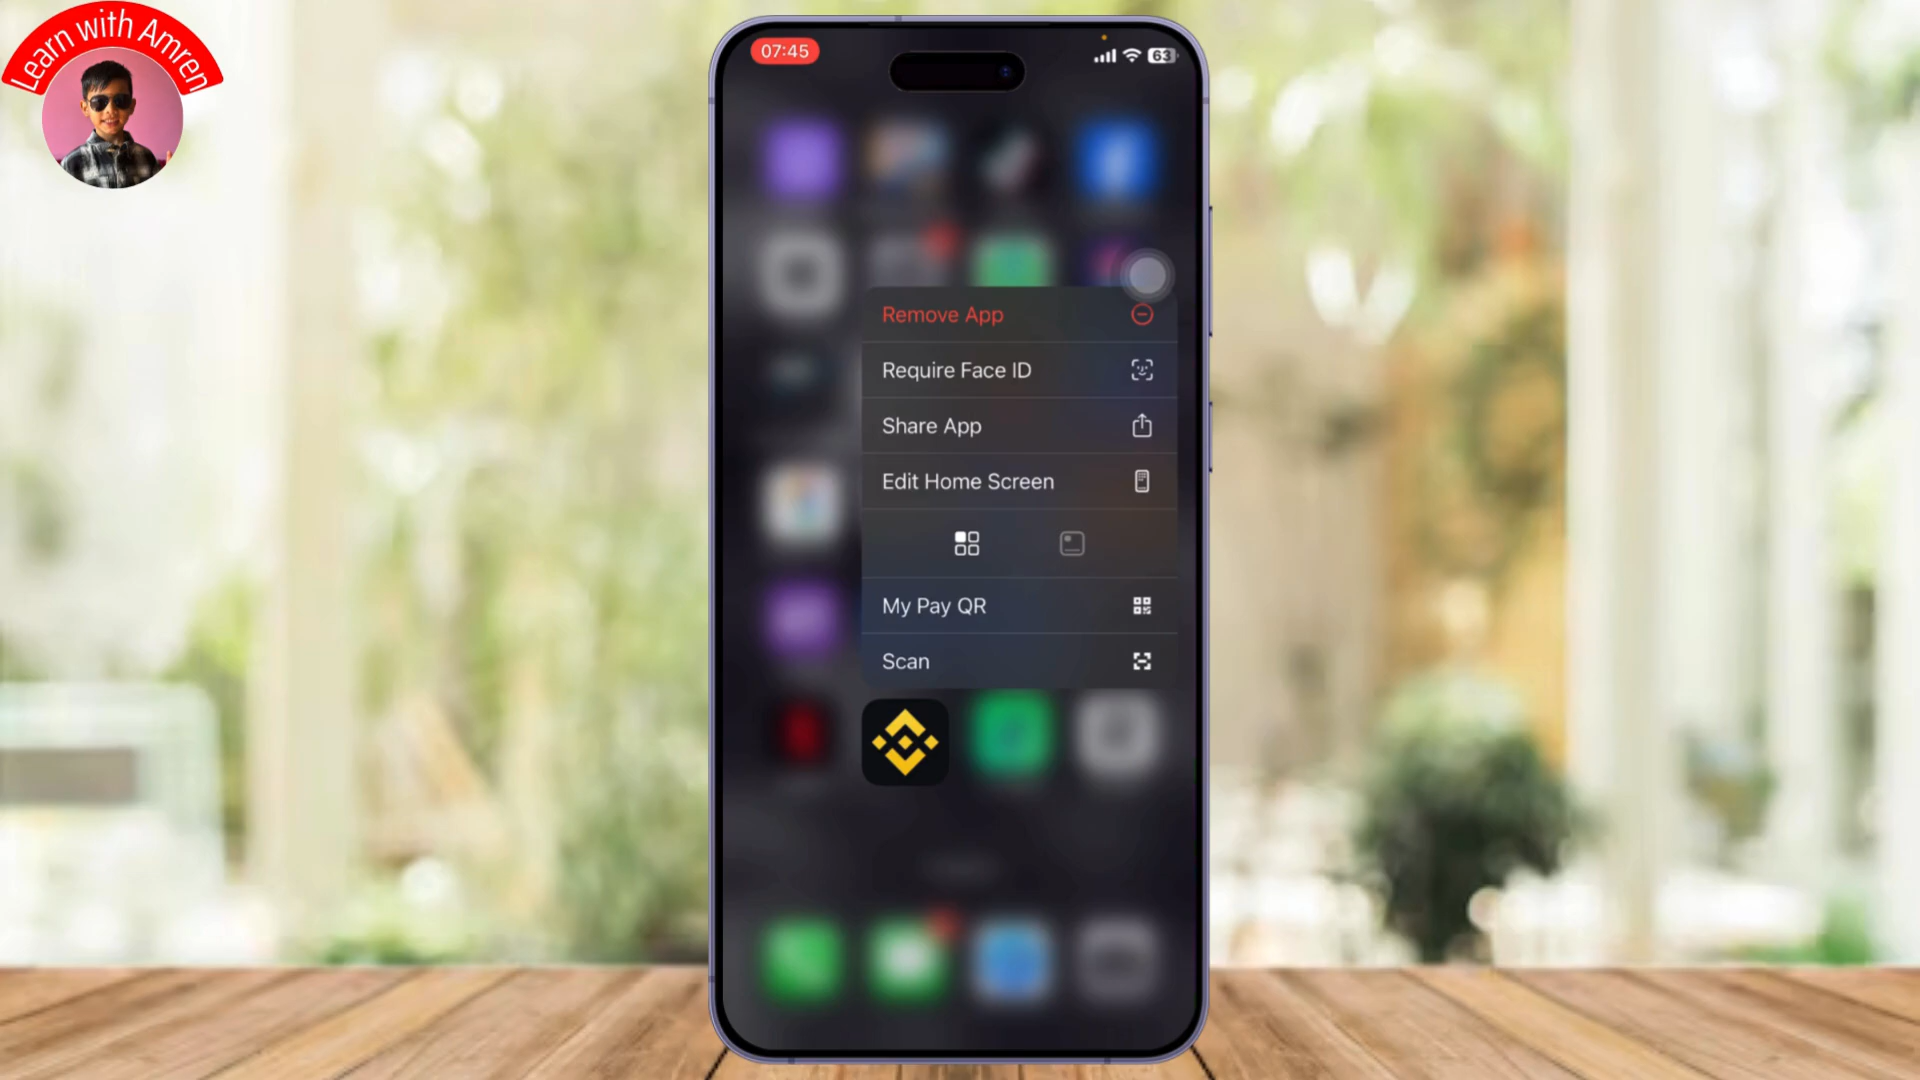 Learn with Amren
07:45
63
Remove App
Require Face ID
Share App
Edit Home Screen
My Pay QR
Scan